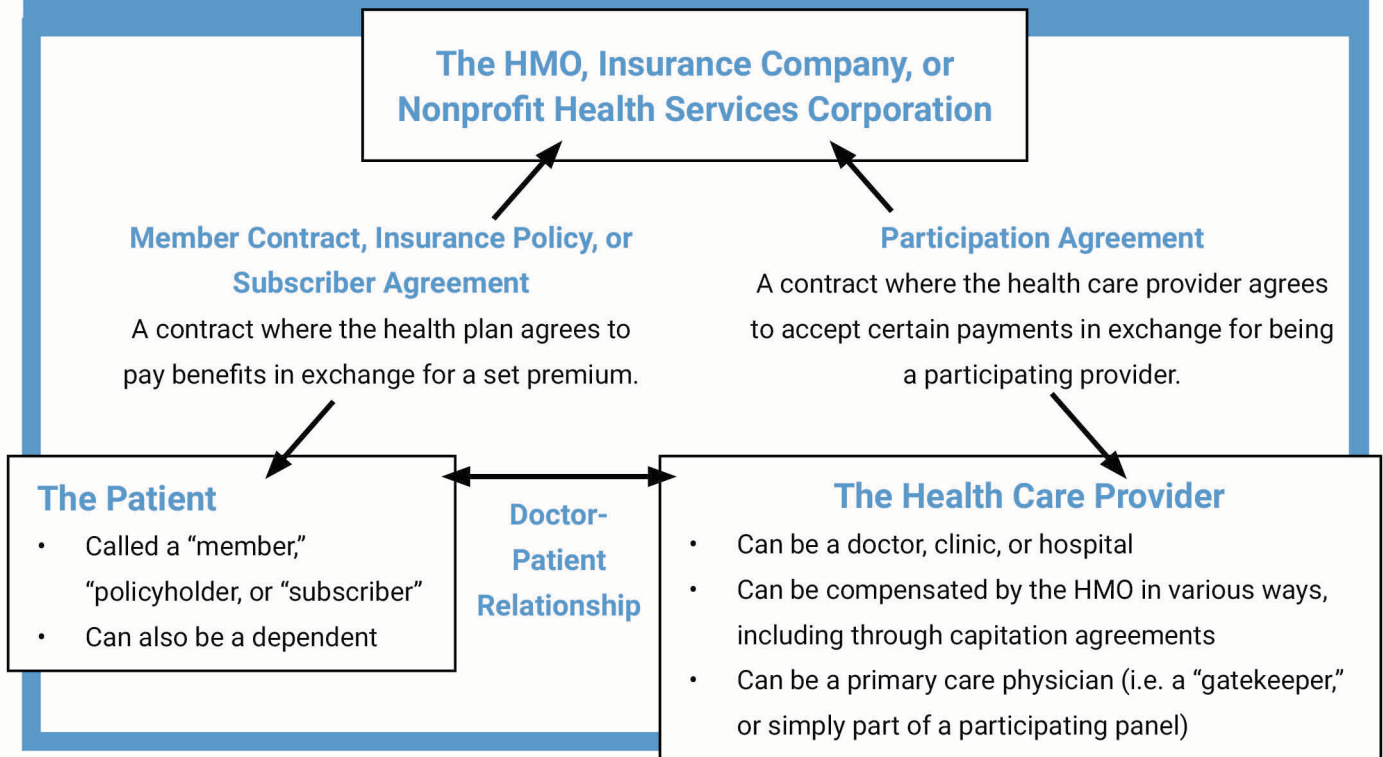 The HMO, Insurance Company, or
Nonprofit Health Services Corporation
Member Contract, Insurance Policy, or
Subscriber Agreement
A contract where the health plan agrees to
pay benefits in exchange for a set premium.
Participation Agreement
A contract where the health care provider agrees
to accept certain payments in exchange for being
a participating provider.
The Patient
• Called a “member,”
“policyholder, or “subscriber”
• Can also be a dependent
Doctor-
Patient
Relationship
The Health Care Provider
• Can be a doctor, clinic, or hospital
• Can be compensated by the HMO in various ways,
including through capitation agreements
• Can be a primary care physician (i.e. a “gatekeeper,”
or simply part of a participating panel)